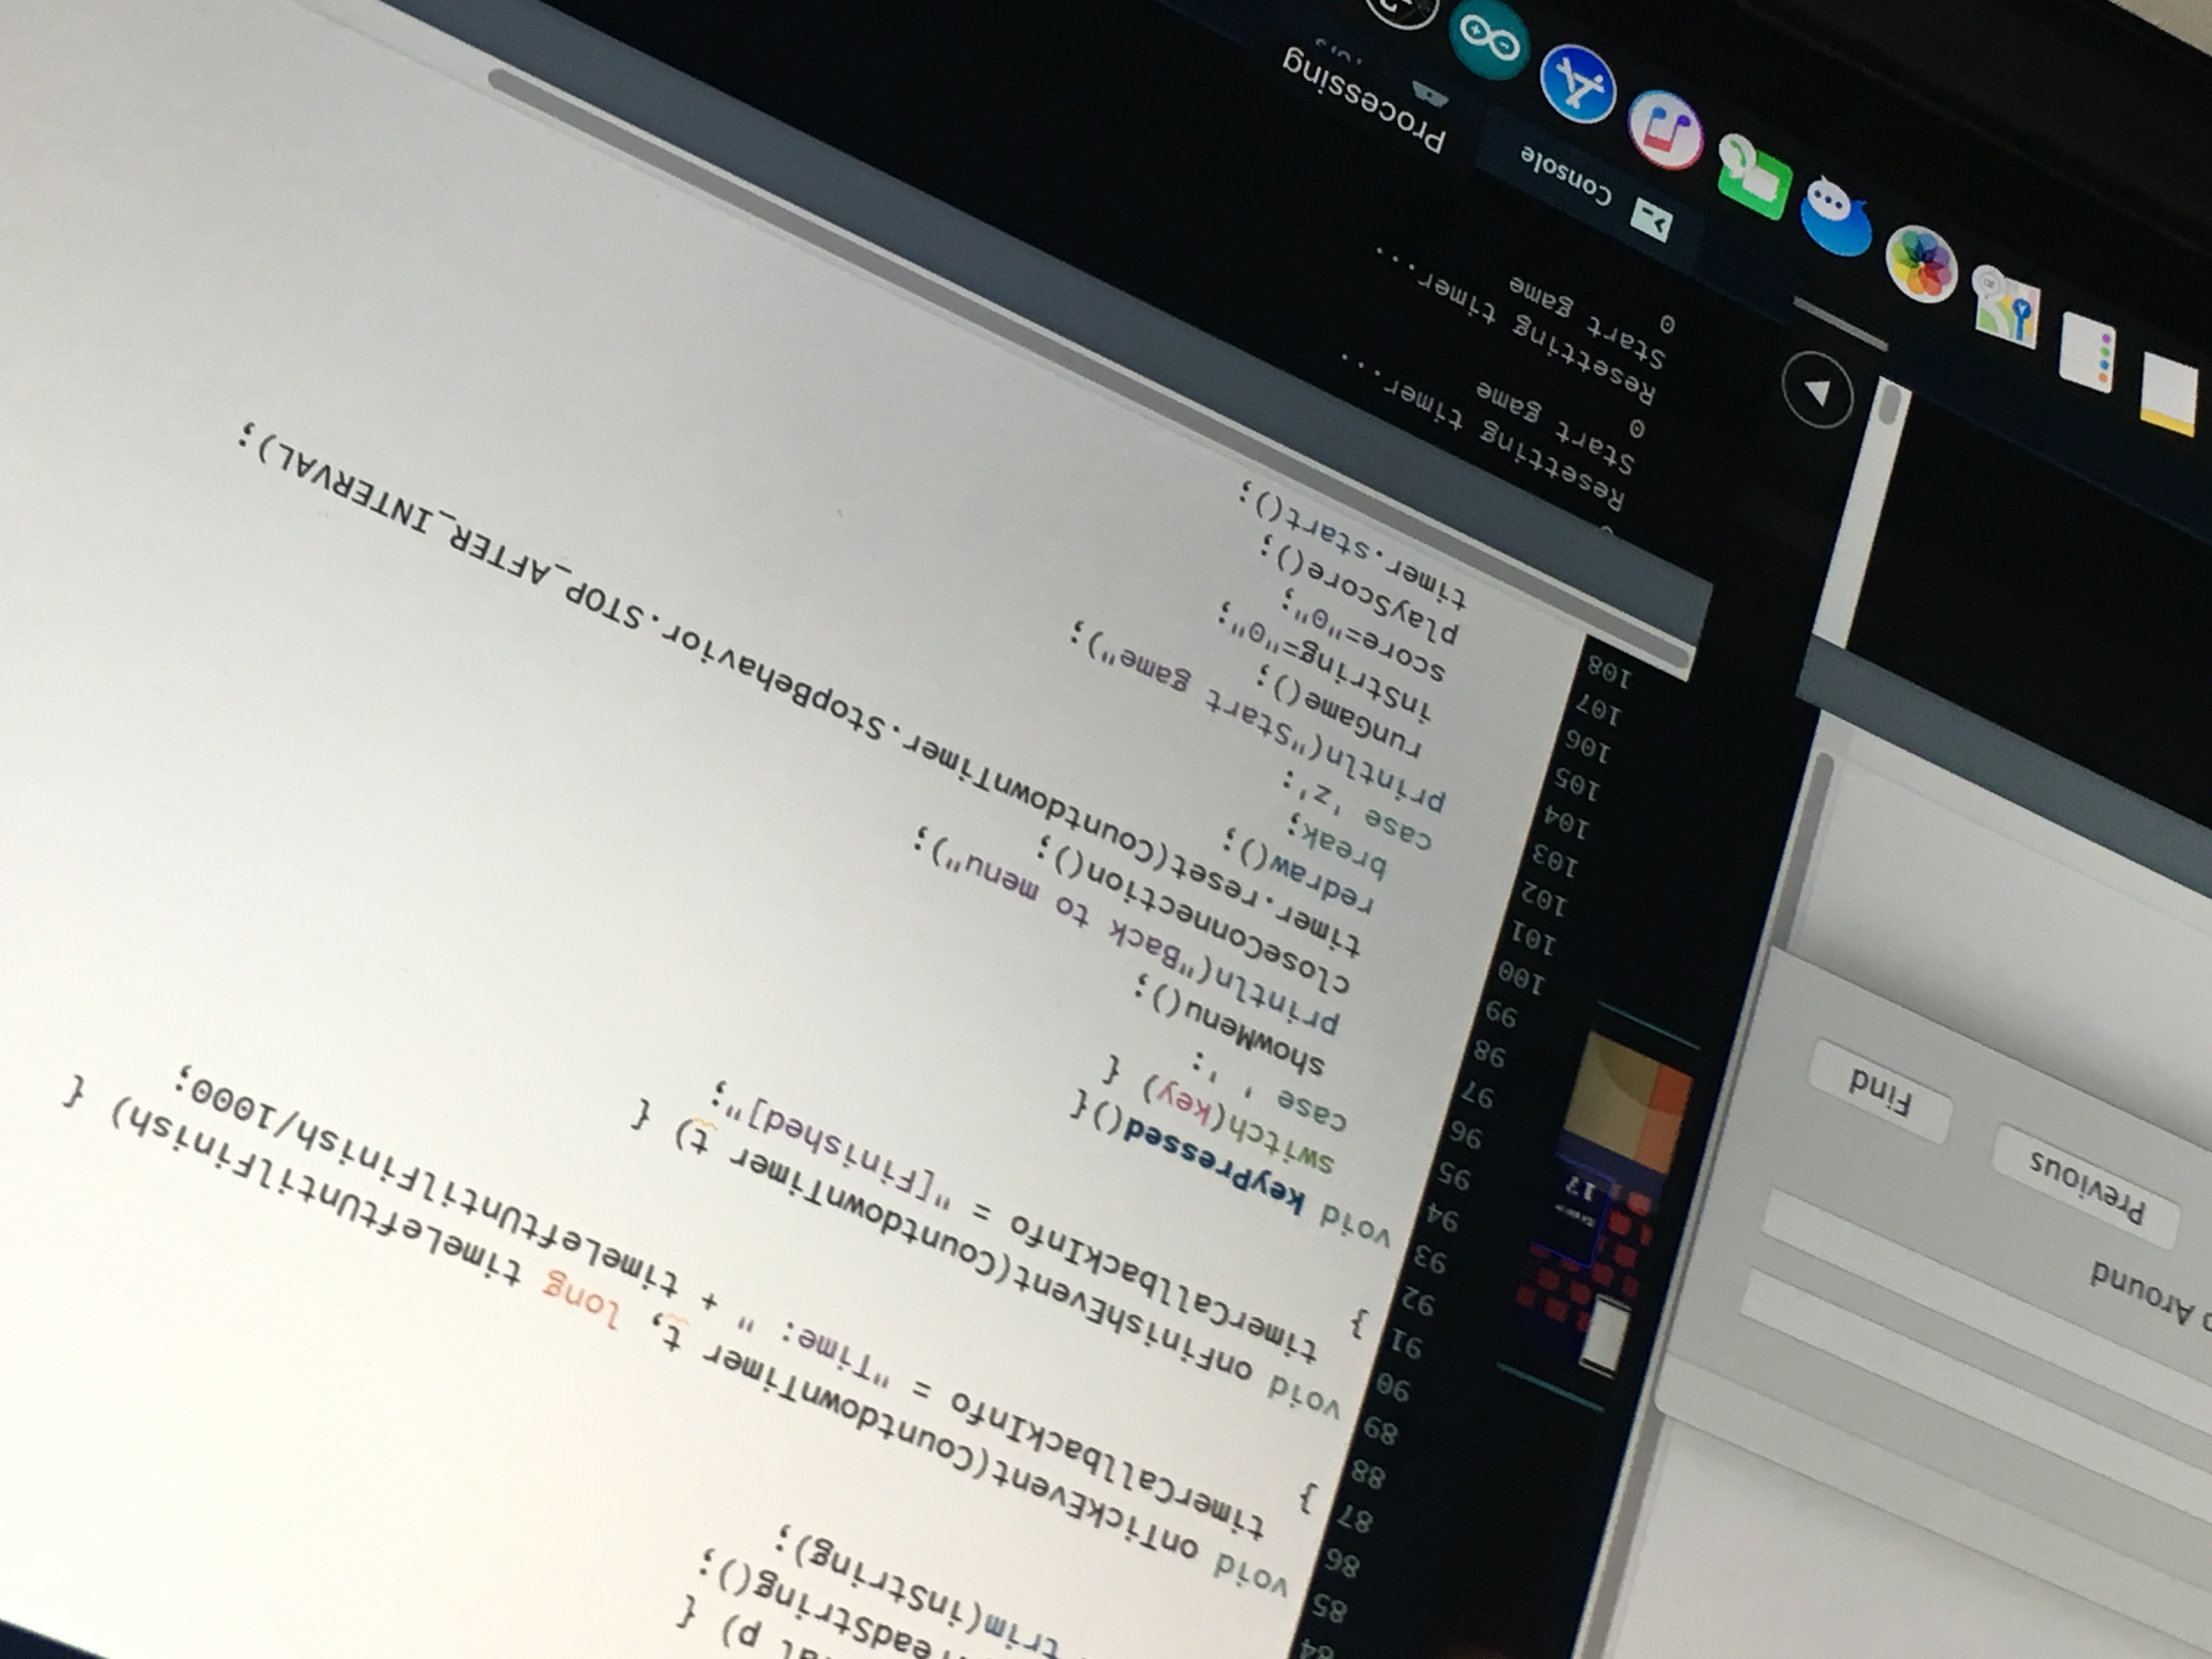 al p) {
readString();
trim(inString);
84
85
86
87
88
89
90
91
92
93
94
95
96
97
98
99
100
101
102
103
104
105
106
107
108
void onTickEvent(CountdownTimer t, long timeLeftUntilFinish) {
timerCallbackInfo = "Time: " + timeLeftUntilFinish/1000;
}
void onFinishEvent(CountdownTimer t) {
timerCallbackInfo = "[Finished]";
}
void keyPressed(){
switch(key) {
case ' ':
showMenu();
println("Back to menu");
closeConnection();
timer.reset(CountdownTimer.StopBehavior.STOP_AFTER_INTERVAL);
redraw();
break;
case 'z':
println("Start game");
runGame();
inString="0";
score="0";
playScore();
timer.start();
Around
Previous
Find
17
Resetting timer...
Start game
0
Resetting timer...
Start game
0
Console
Processing